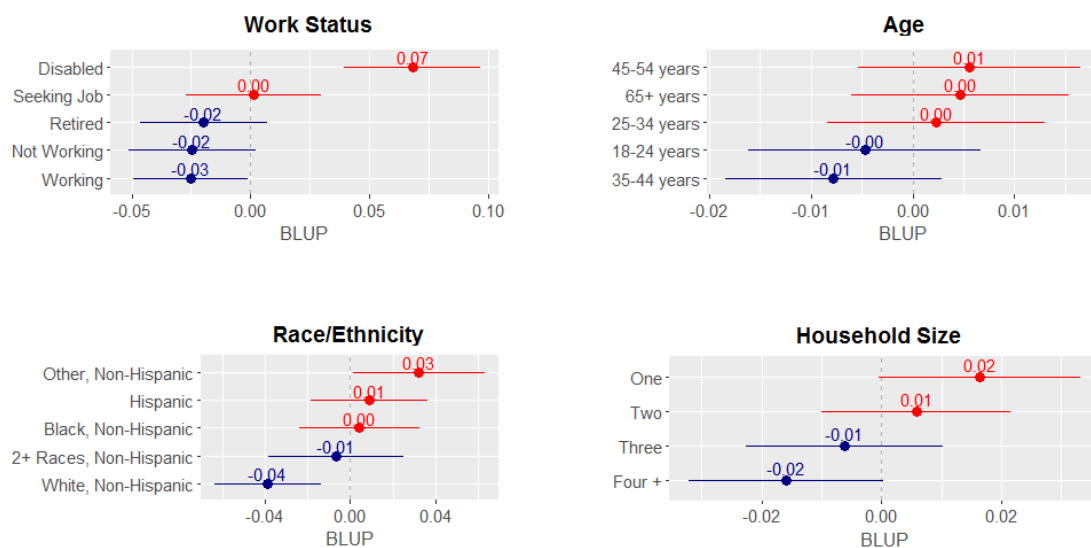 Work Status
Disabled
0.07
Seeking Job
0.00
Retired
-0.02
Not Working
-0.02
Working
-0.03
-0.05 0.00 0.05 0.10
BLUP
Age
45-54 years
0.01
65+ years
0.00
25-34 years
0.00
18-24 years
-0.00
35-44 years
-0.01
-0.02 -0.01 0.00 0.01
BLUP
Race/Ethnicity
Other, Non-Hispanic
0.03
Hispanic
0.01
Black, Non-Hispanic
0.00
2+ Races, Non-Hispanic
-0.01
White, Non-Hispanic
-0.04
-0.04 0.00 0.04
BLUP
Household Size
One
0.02
Two
0.01
Three
-0.01
Four +
-0.02
-0.02 0.00 0.02
BLUP